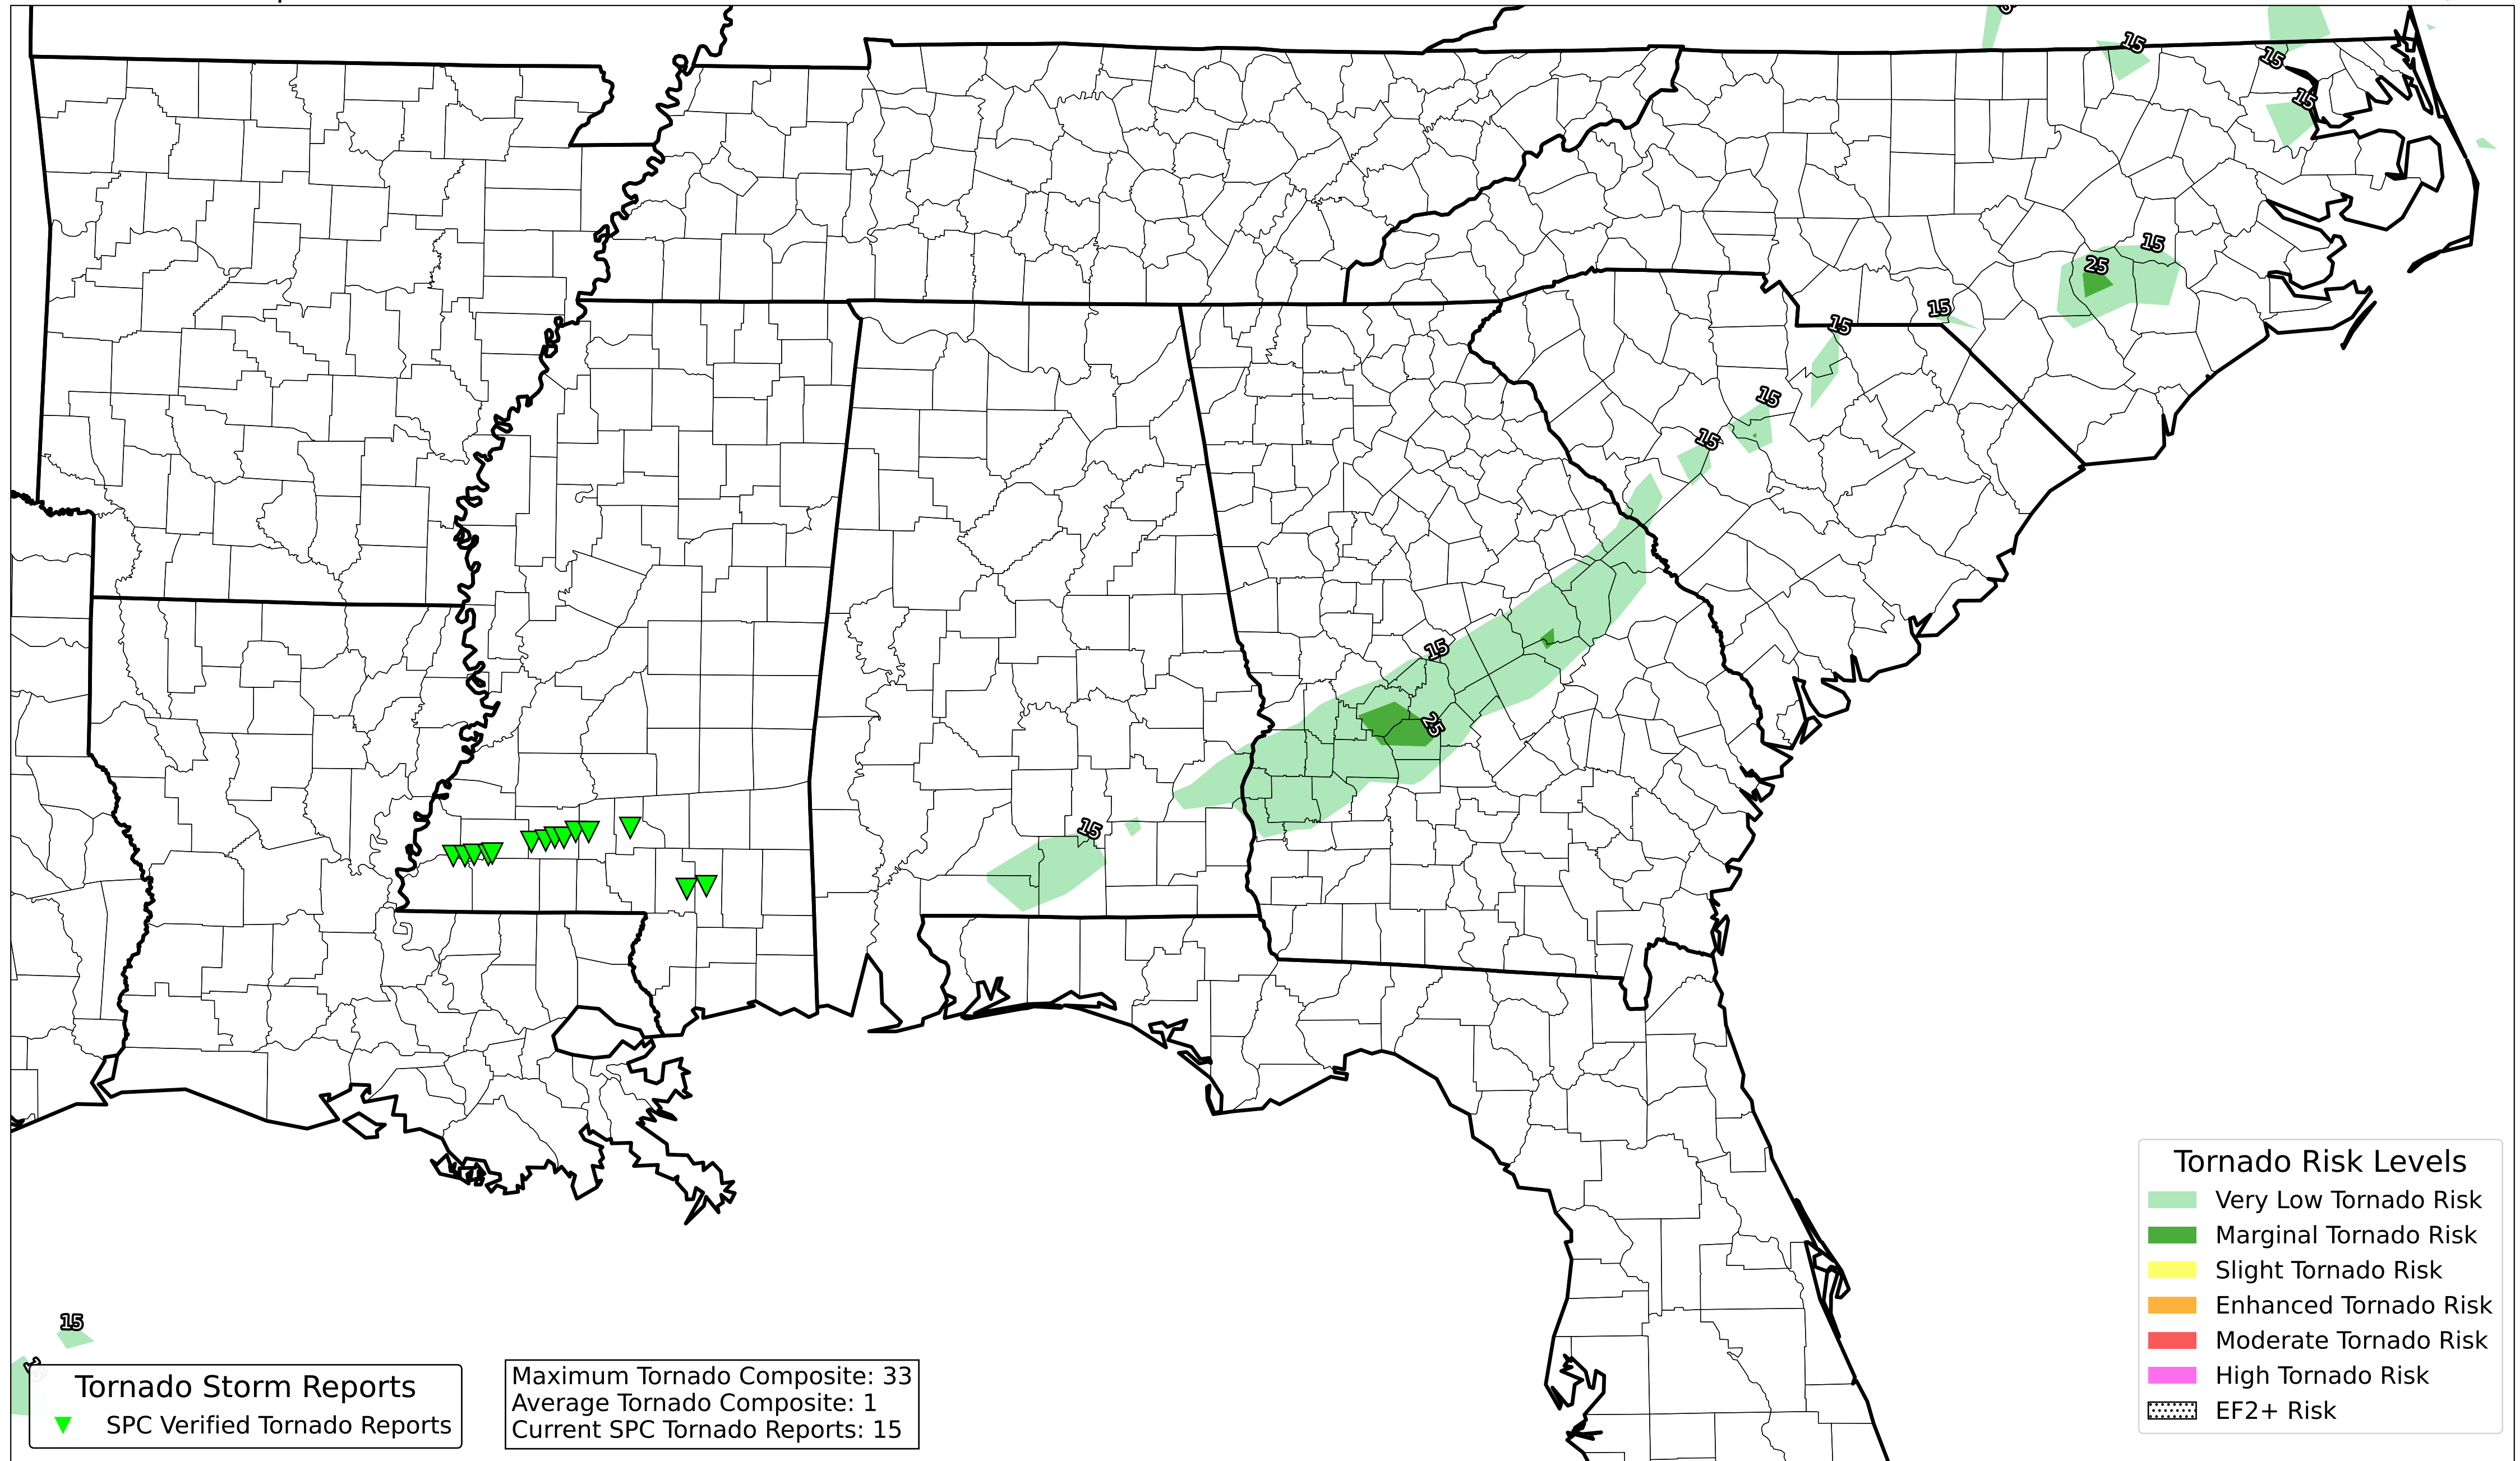 15
15
15
15
25
15
15
15
15
15
25
15
15
Tornado Risk Levels
Very Low Tornado Risk
Marginal Tornado Risk
Slight Tornado Risk
Enhanced Tornado Risk
Moderate Tornado Risk
High Tornado Risk
EF2+ Risk
15
Tornado Storm Reports
SPC Verified Tornado Reports
Maximum Tornado Composite: 33
Average Tornado Composite: 1
Current SPC Tornado Reports: 15